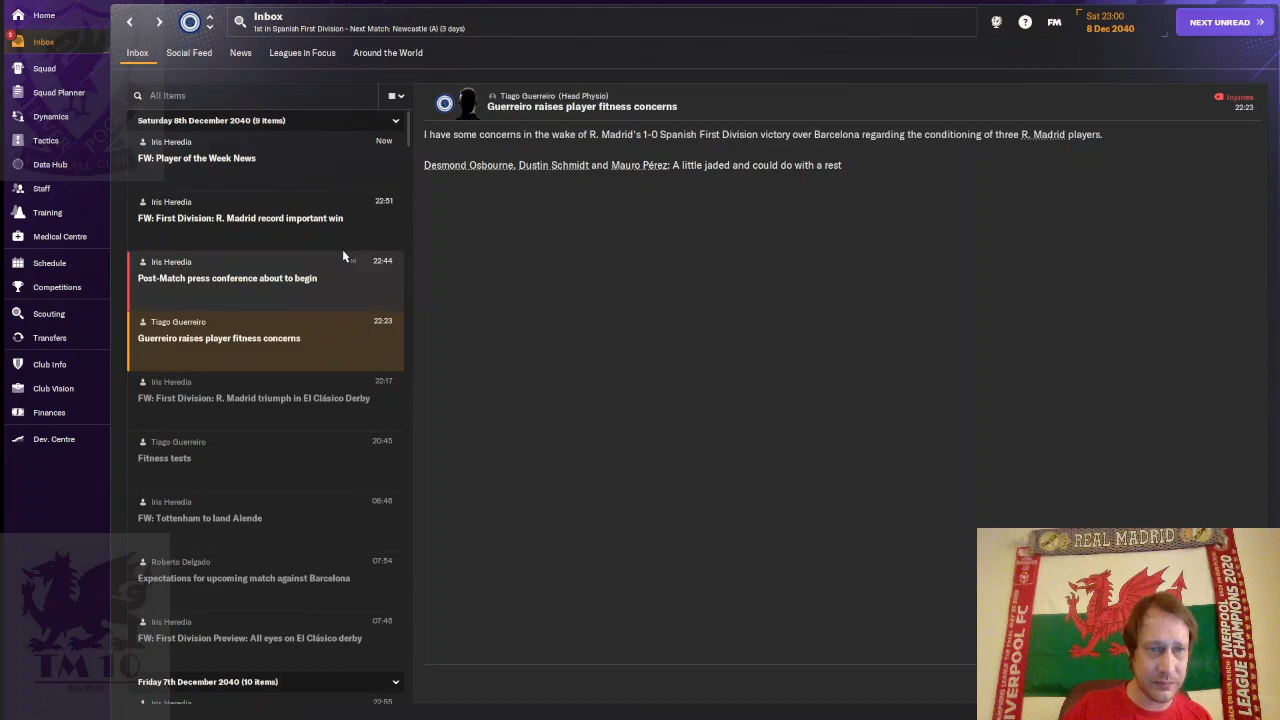 Home
Inbox
1st in Spanish First Division - Next Match: Newcastle (A) (3 days)
FM
Sat 23:00
8 Dec 2040
NEXT UNREAD
3
Inbox
Squad
Squad Planner
Dynamics
Tactics
Data Hub
Staff
Training
Medical Centre
Schedule
Competitions
Scouting
Transfers
Club Info
Club Vision
Finances
Dev. Centre
Inbox
Social Feed
News
Leagues in Focus
Around the World
All Items
Saturday 8th December 2040 (9 items)
Iris Heredia
Now
FW: Player of the Week News
Iris Heredia
22:51
FW: First Division: R. Madrid record important win
Iris Heredia
22:44
Post-Match press conference about to begin
Tiago Guerreiro
22:23
Guerreiro raises player fitness concerns
Iris Heredia
22:17
FW: First Division: R. Madrid triumph in El Clásico Derby
Tiago Guerreiro
20:45
Fitness tests
Iris Heredia
08:46
FW: Tottenham to land Alende
Roberto Delgado
07:54
Expectations for upcoming match against Barcelona
Iris Heredia
07:46
FW: First Division Preview: All eyes on El Clásico derby
Friday 7th December 2040 (10 items)
Iris Heredia
22:55
Tiago Guerreiro (Head Physio)
Guerreiro raises player fitness concerns
Injuries
22:23
I have some concerns in the wake of R. Madrid's 1-0 Spanish First Division victory over Barcelona regarding the conditioning of three R. Madrid players.
Desmond Osbourne, Dustin Schmidt and Mauro Pérez: A little jaded and could do with a rest
TM 10
REAL MADRID
LIVERPOOL FC
LIVERPOOL
LEAGUE CHAMPIONS 2020